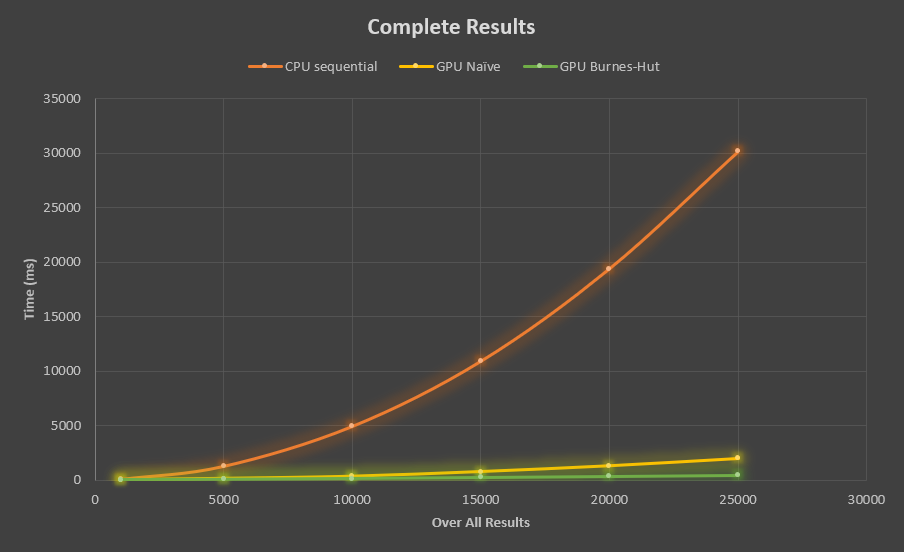 Complete Results
CPU sequential GPU Naïve GPU Burnes-Hut
35000
30000
25000
20000
15000
10000
5000
0
Time (ms)
0 5000 10000 15000 20000 25000 30000
Over All Results